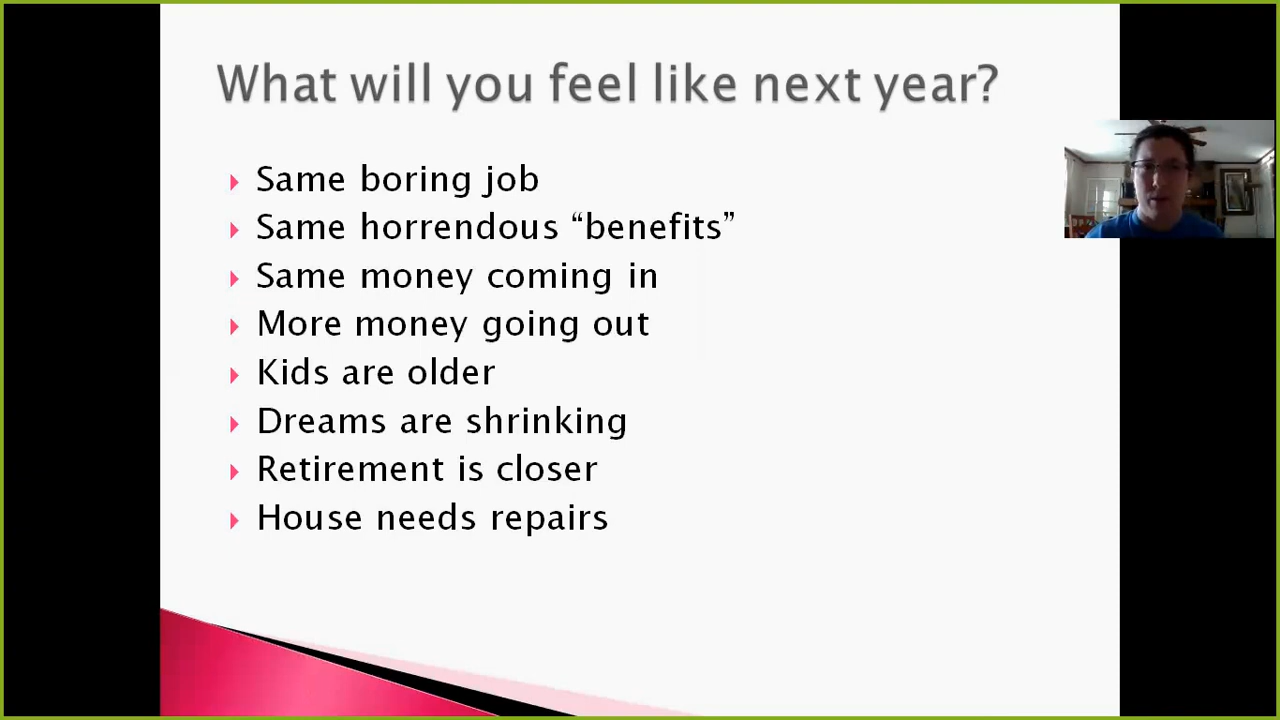 What will you feel like next year?
Same boring job
Same horrendous “benefits”
Same money coming in
More money going out
Kids are older
Dreams are shrinking
Retirement is closer
House needs repairs